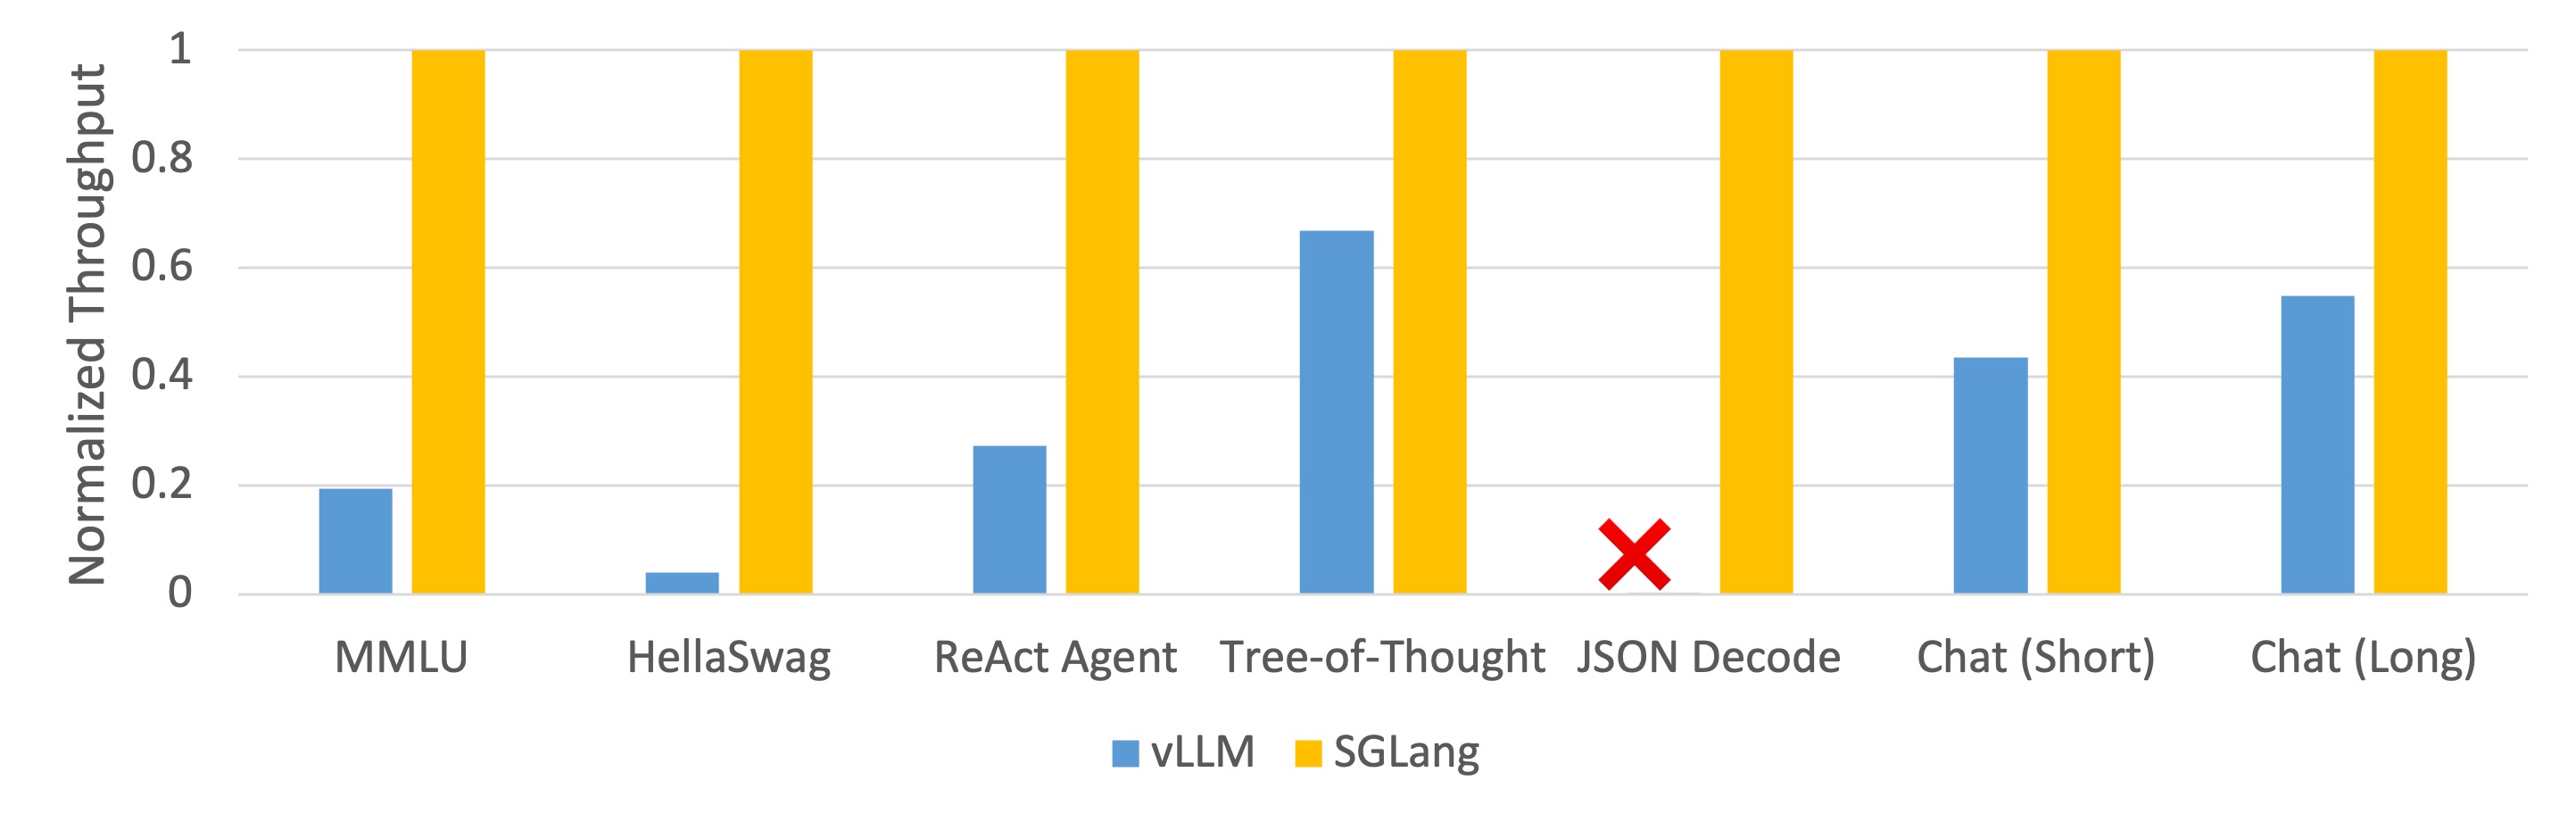 Normalized Throughput
1
0.8
0.6
0.4
0.2
0
MMLU
HellaSwag
ReAct Agent
Tree-of-Thought
JSON Decode
Chat (Short)
Chat (Long)
vLLM
SGLang